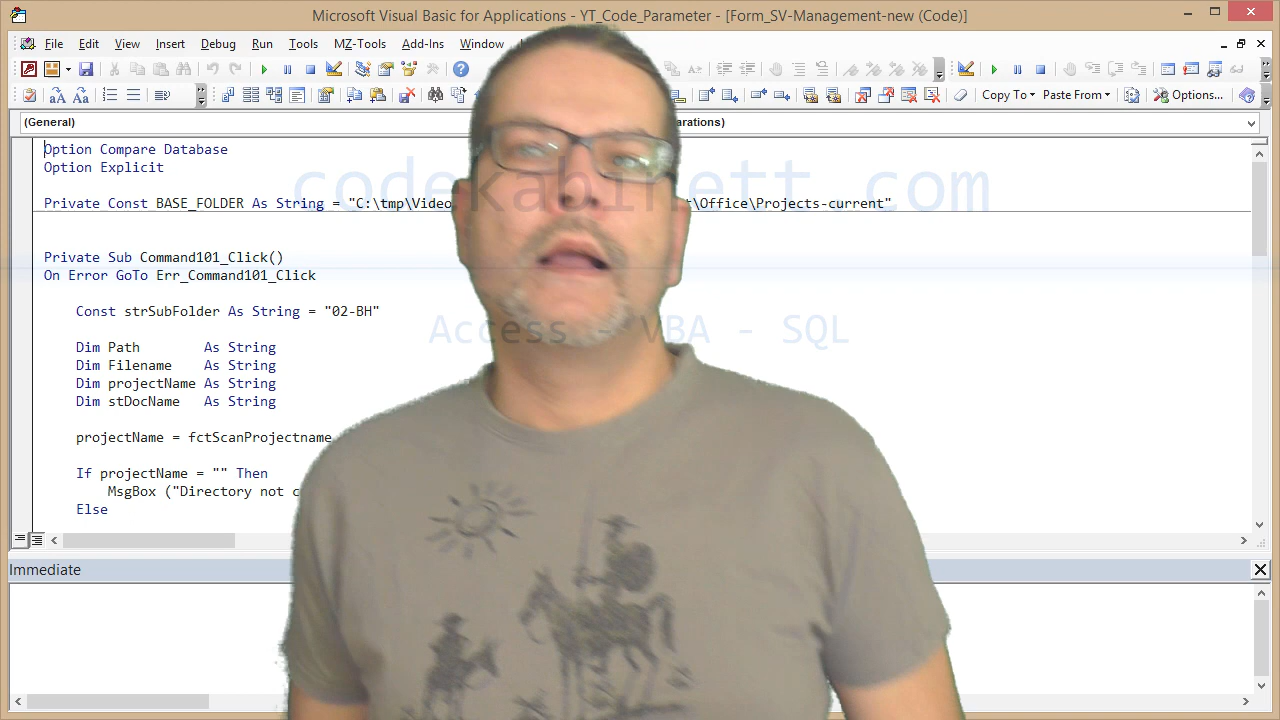 Microsoft Visual Basic for Applications - YT_Code_Parameter - [Form_SV-Management-new (Code)]
File Edit View Insert Debug Run Tools MZ-Tools Add-Ins Window
Copy To Paste From Options...
(General) arations)
Option Compare Database
Option Explicit
codekabinett.com
Private Const BASE_FOLDER As String = "C:\tmp\Video t\Office\Projects-current"
Private Sub Command101_Click()
On Error GoTo Err_Command101_Click
Const strSubFolder As String = "02-BH"
Access - VBA - SQL
Dim Path As String
Dim Filename As String
Dim projectName As String
Dim stDocName As String
projectName = fctScanProjectname
If projectName = "" Then
MsgBox ("Directory not c
Else
Immediate